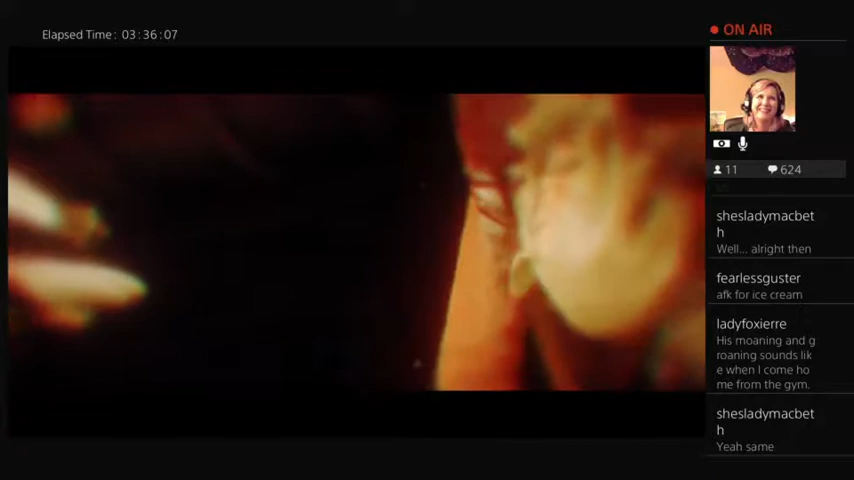 Elapsed Time: 03:36:07
ON AIR
11 624
shesladymacbet
h
Well... alright then
fearlessguster
afk for ice cream
ladyfoxierre
His moaning and g
roaning sounds lik
e when I come ho
me from the gym.
shesladymacbet
h
Yeah same